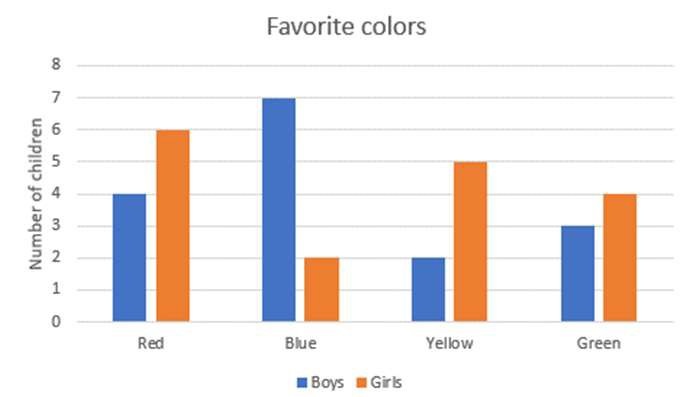 Favorite colors
Number of children
8
7
6
5
4
3
2
1
0
Red Blue Yellow Green
Boys Girls